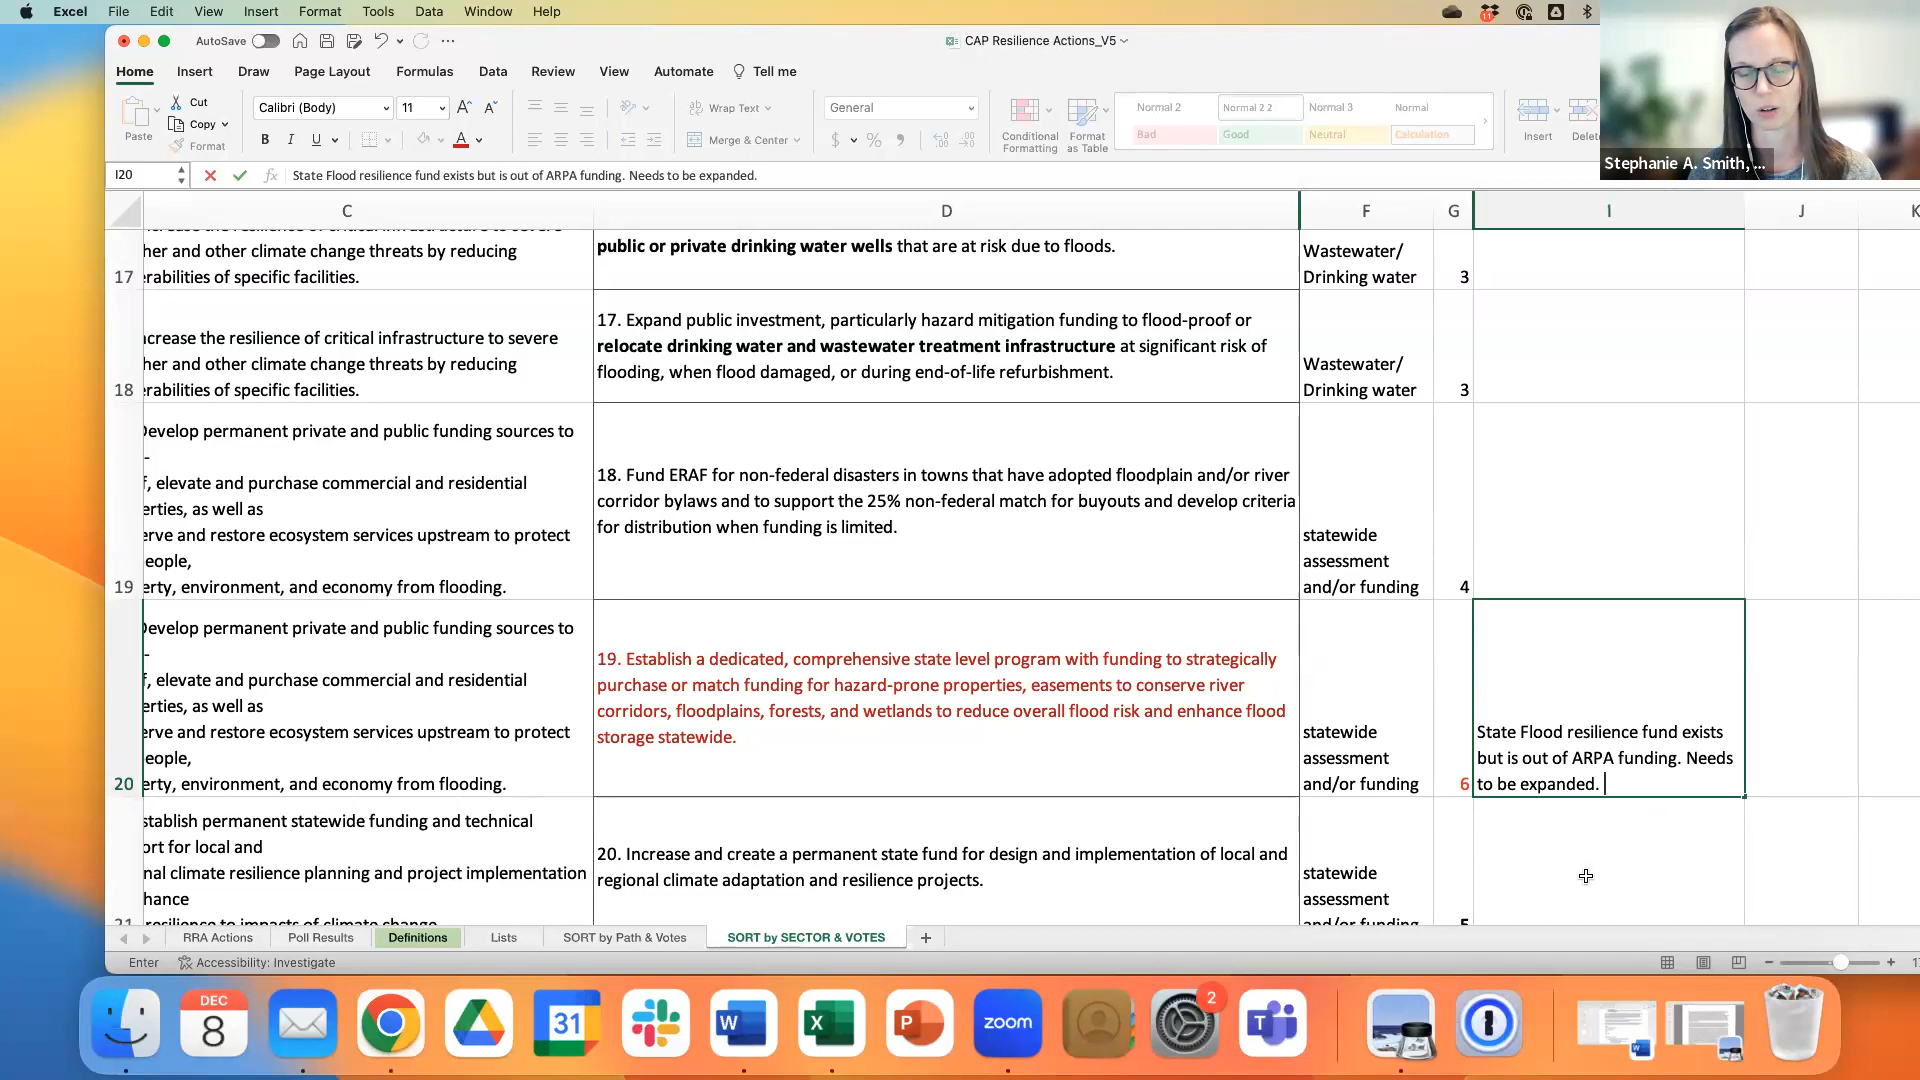 Excel File Edit View Insert Format Tools Data Window Help
11
AutoSave
CAP Resilience Actions_V5
Home Insert Draw Page Layout Formulas Data Review View Automate Tell me
Paste
Cut
Copy
Format
Calibri (Body) 11
B I U
Wrap Text
Merge & Center
General
$ %
Conditional Formatting
Format as Table
Normal 2 Normal 2 2 Normal 3 Normal
Bad Good Neutral Calculation
Insert
Delete
Stephanie A. Smith, ...
I20 fx State Flood resilience fund exists but is out of ARPA funding. Needs to be expanded.
C D F G I J K
17
her and other climate change threats by reducing
erabilities of specific facilities.
public or private drinking water wells that are at risk due to floods.
Wastewater/
Drinking water
3
18
ncrease the resilience of critical infrastructure to severe
her and other climate change threats by reducing
erabilities of specific facilities.
17. Expand public investment, particularly hazard mitigation funding to flood-proof or
relocate drinking water and wastewater treatment infrastructure at significant risk of
flooding, when flood damaged, or during end-of-life refurbishment.
Wastewater/
Drinking water
3
19
Develop permanent private and public funding sources to
-
f, elevate and purchase commercial and residential
erties, as well as
erve and restore ecosystem services upstream to protect
eople,
erty, environment, and economy from flooding.
18. Fund ERAF for non-federal disasters in towns that have adopted floodplain and/or river
corridor bylaws and to support the 25% non-federal match for buyouts and develop criteria
for distribution when funding is limited.
statewide
assessment
and/or funding
4
20
Develop permanent private and public funding sources to
-
f, elevate and purchase commercial and residential
erties, as well as
erve and restore ecosystem services upstream to protect
eople,
erty, environment, and economy from flooding.
19. Establish a dedicated, comprehensive state level program with funding to strategically
purchase or match funding for hazard-prone properties, easements to conserve river
corridors, floodplains, forests, and wetlands to reduce overall flood risk and enhance flood
storage statewide.
statewide
assessment
and/or funding
6
State Flood resilience fund exists
but is out of ARPA funding. Needs
to be expanded.
21
stablish permanent statewide funding and technical
ort for local and
nal climate resilience planning and project implementation
hance
resilience to impacts of climate change
20. Increase and create a permanent state fund for design and implementation of local and
regional climate adaptation and resilience projects.
statewide
assessment
and/or funding
5
RRA Actions Poll Results Definitions Lists SORT by Path & Votes SORT by SECTOR & VOTES +
Enter Accessibility: Investigate
DEC
8
31
W
X
P
zoom
2
T